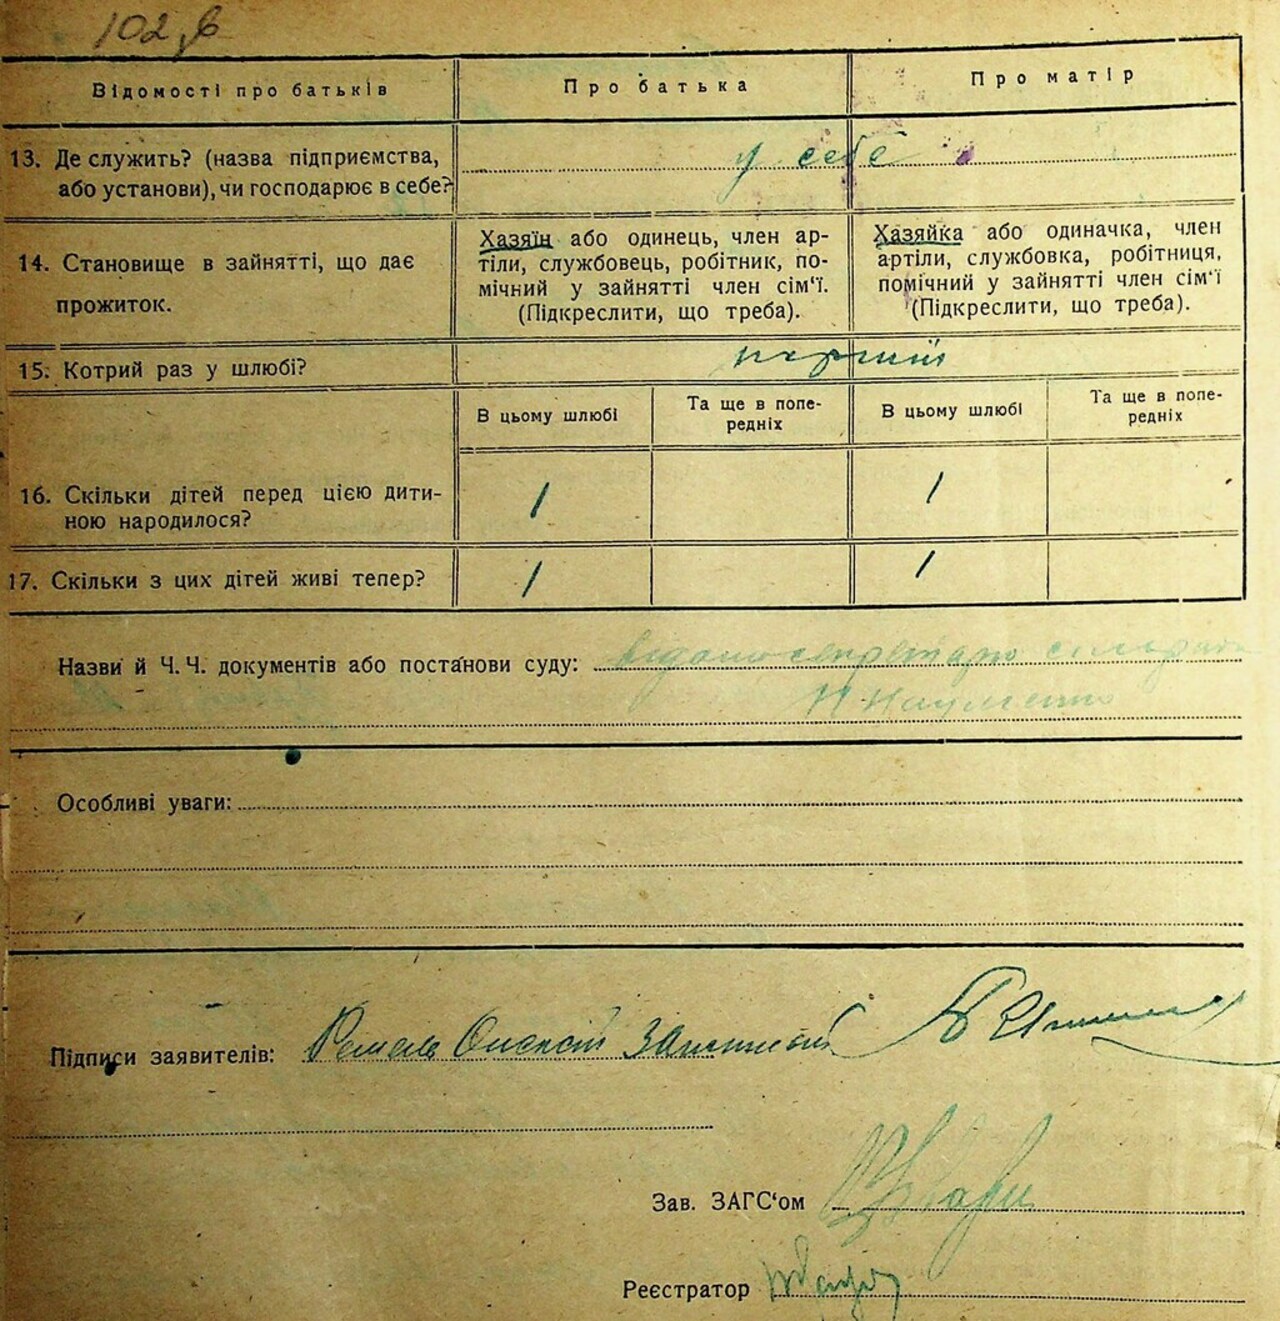 102 в
Відомості про батьків
Про батька
Про матір
13. Де служить? (назва підприємства,
або установи), чи господарює в себе?
у себе
14. Становище в зайнятті, що дає
прожиток.
Хазяїн або одинець, член ар-
тіли, службовець, робітник, по-
мічний у зайнятті член сім'ї.
(Підкреслити, що треба).
Хазяйка або одиначка, член
артіли, службовка, робітниця,
помічний у зайнятті член сім'ї
(Підкреслити, що треба).
15. Котрий раз у шлюбі?
перший
В цьому шлюбі
Та ще в попе-
редніх
В цьому шлюбі
Та ще в попе-
редніх
16. Скільки дітей перед цією дити-
ною народилося?
1
1
17. Скільки з цих дітей живі тепер?
1
1
Назви й Ч. Ч. документів або постанови суду:
Науменко
Особливі уваги:
Підписи заявителів:
Зав. ЗАГС'ом
Реєстратор